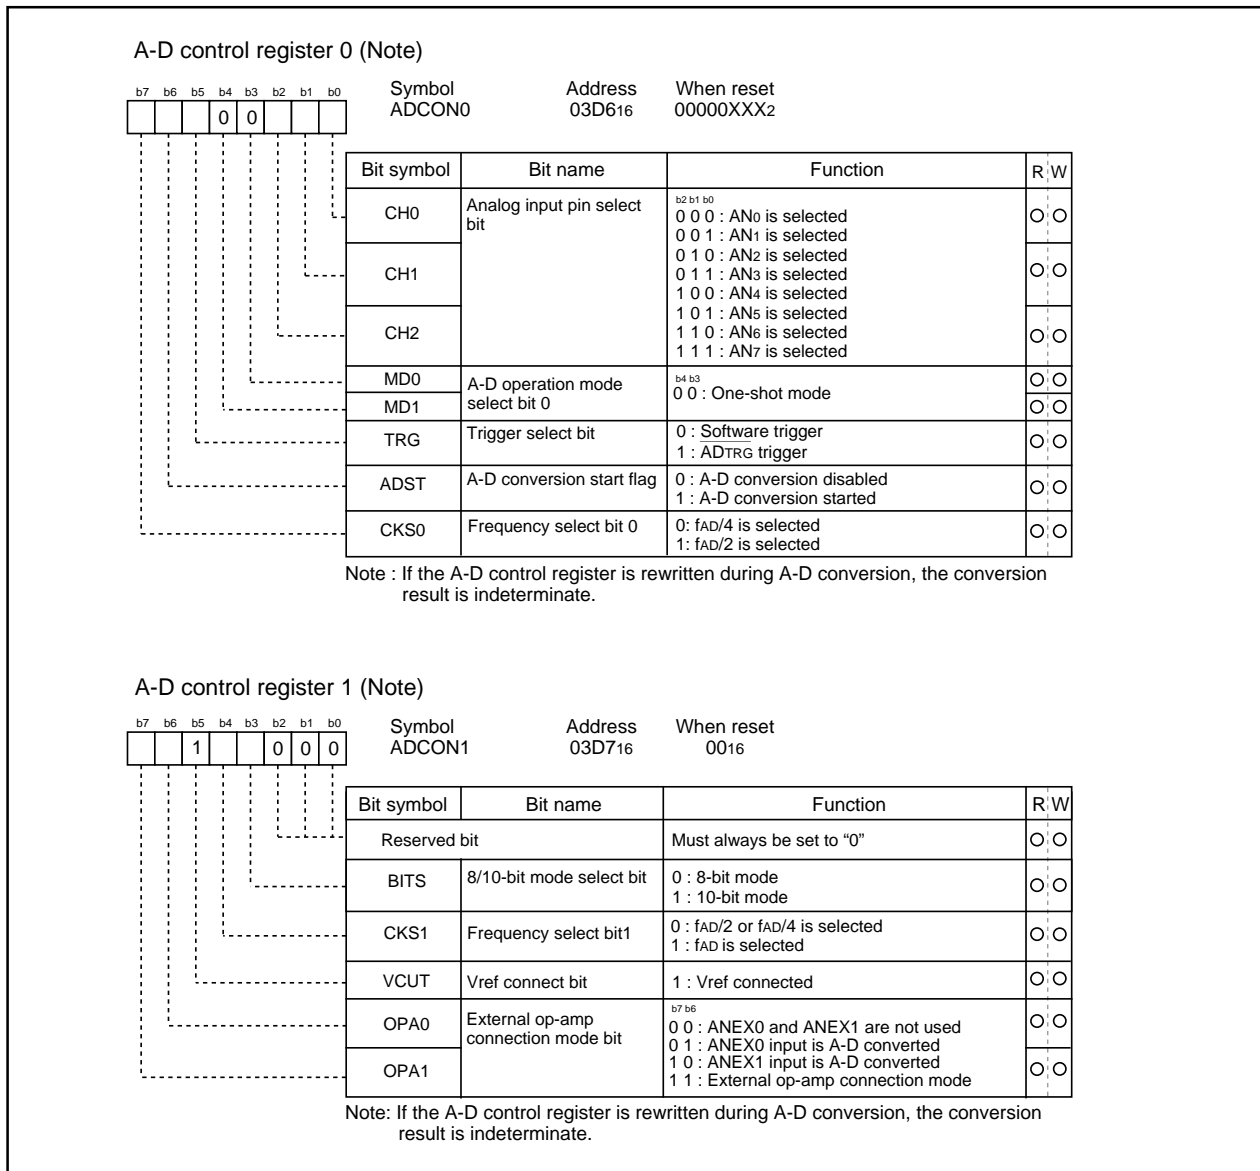 A-D control register 0 (Note)
b7 b6 b5 b4 b3 b2 b1 b0
0 0
Symbol Address When reset
ADCON0 03D616 00000XXX2
Bit symbol Bit name Function R W
CH0 Analog input pin select bit
b2 b1 b0
0 0 0 : AN0 is selected
0 0 1 : AN1 is selected
0 1 0 : AN2 is selected
CH1
0 1 1 : AN3 is selected
1 0 0 : AN4 is selected
1 0 1 : AN5 is selected
CH2
1 1 0 : AN6 is selected
1 1 1 : AN7 is selected
MD0
MD1
A-D operation mode
select bit 0
b4 b3
0 0 : One-shot mode
TRG Trigger select bit
0 : Software trigger
1 : ADTRG trigger
ADST A-D conversion start flag
0 : A-D conversion disabled
1 : A-D conversion started
CKS0 Frequency select bit 0
0: fAD/4 is selected
1: fAD/2 is selected
Note : If the A-D control register is rewritten during A-D conversion, the conversion
result is indeterminate.
A-D control register 1 (Note)
b7 b6 b5 b4 b3 b2 b1 b0
1 0 0 0
Symbol Address When reset
ADCON1 03D716 0016
Bit symbol Bit name Function R W
Reserved bit Must always be set to “0”
BITS 8/10-bit mode select bit
0 : 8-bit mode
1 : 10-bit mode
CKS1 Frequency select bit1
0 : fAD/2 or fAD/4 is selected
1 : fAD is selected
VCUT Vref connect bit 1 : Vref connected
OPA0
OPA1
External op-amp
connection mode bit
b7 b6
0 0 : ANEX0 and ANEX1 are not used
0 1 : ANEX0 input is A-D converted
1 0 : ANEX1 input is A-D converted
1 1 : External op-amp connection mode
Note: If the A-D control register is rewritten during A-D conversion, the conversion
result is indeterminate.